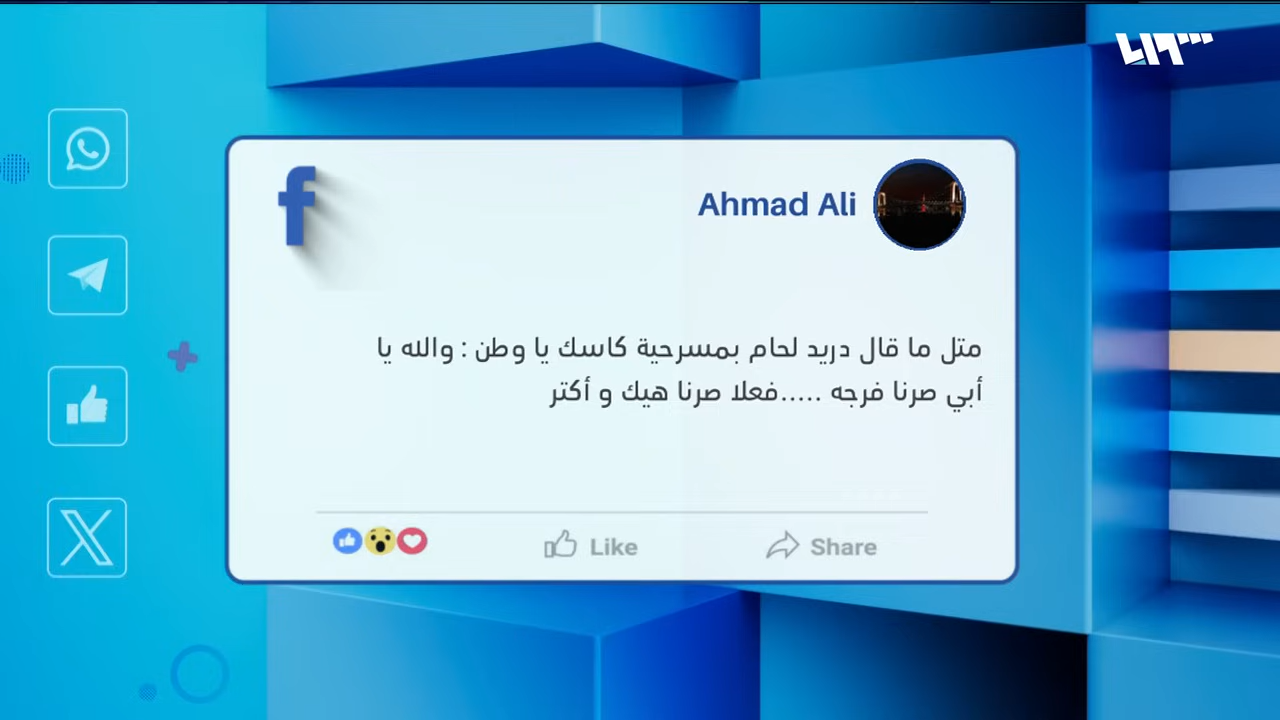 Ahmad Ali
متل ما قال دريد لحام بمسرحية كاسك يا وطن : والله يا
أبي صرنا فرجه .....فعلا صرنا هيك و أكتر
Like
Share